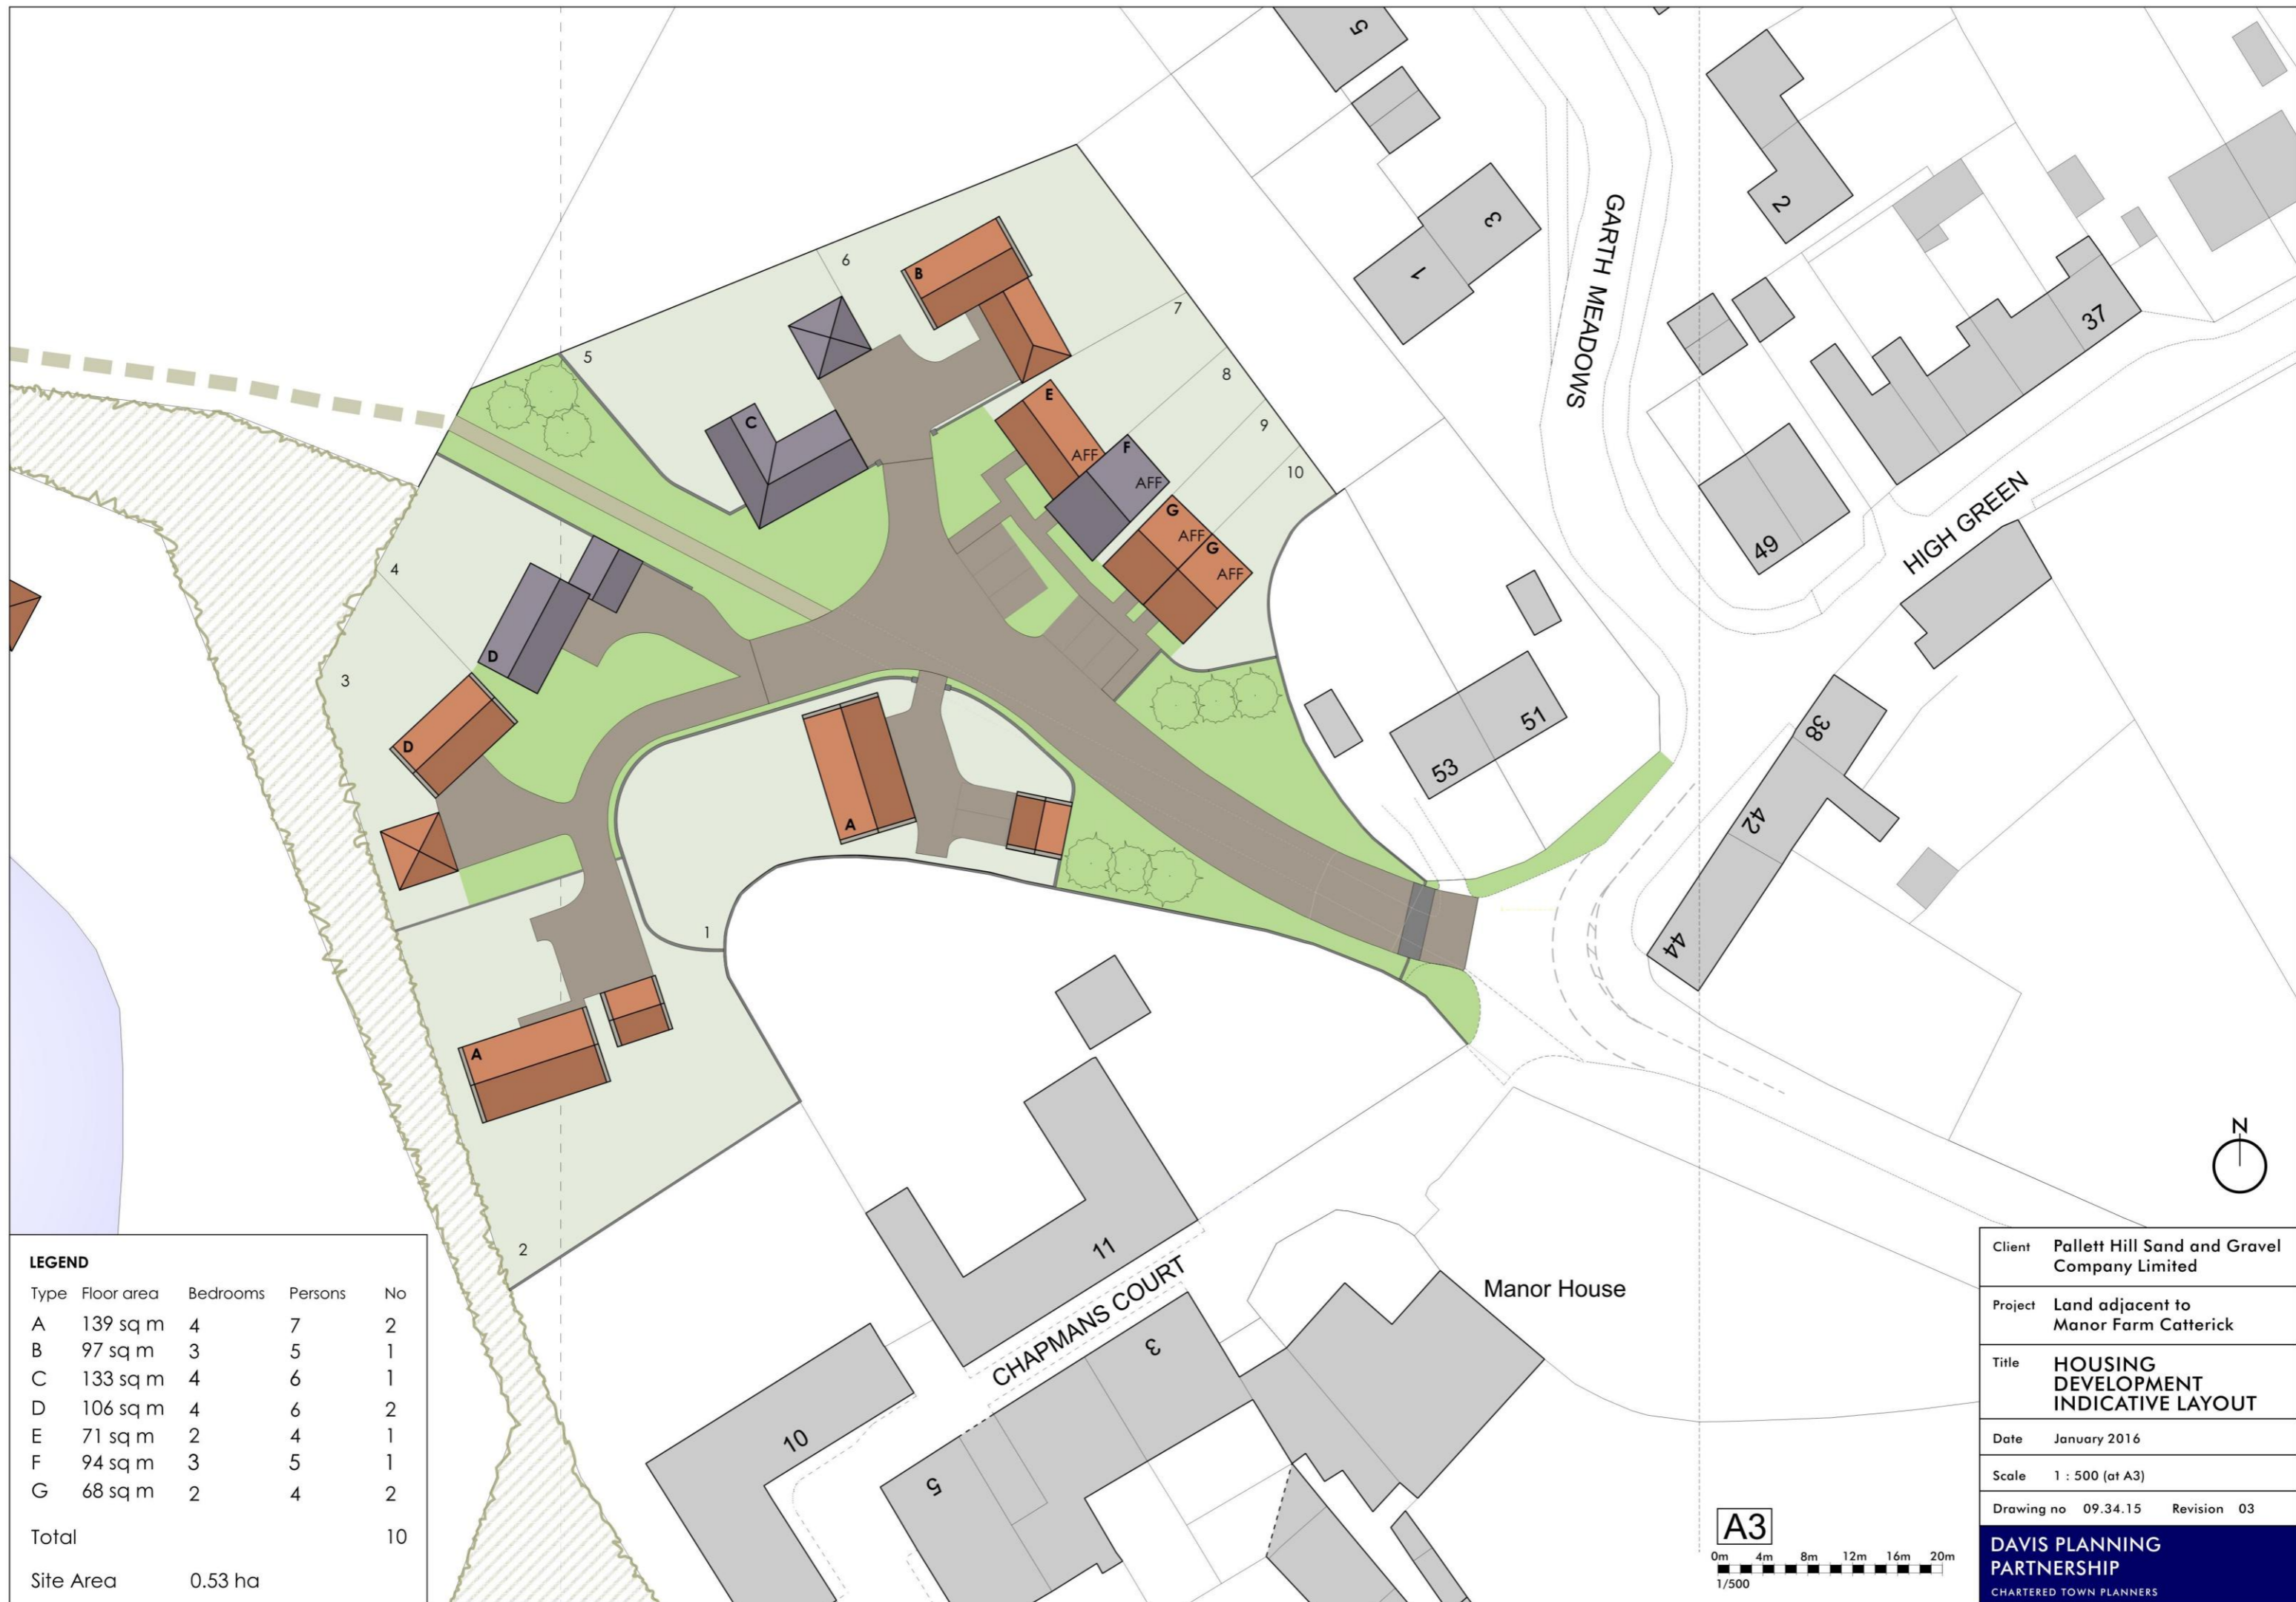 5
3
1
GARTH MEADOWS
2
37
49
HIGH GREEN
51
53
38
42
44
5
6
7
8
9
10
4
3
1
2
B
C
E
AFF
F
AFF
G
AFF
G
AFF
D
D
A
A
11
CHAPMANS COURT
Manor House
3
5
10
N
LEGEND
Type Floor area Bedrooms Persons No
A 139 sq m 4 7 2
B 97 sq m 3 5 1
C 133 sq m 4 6 1
D 106 sq m 4 6 2
E 71 sq m 2 4 1
F 94 sq m 3 5 1
G 68 sq m 2 4 2
Total 10
Site Area 0.53 ha
A3
0m 4m 8m 12m 16m 20m
1/500
Client Pallett Hill Sand and Gravel
Company Limited
Project Land adjacent to
Manor Farm Catterick
Title HOUSING
DEVELOPMENT
INDICATIVE LAYOUT
Date January 2016
Scale 1 : 500 (at A3)
Drawing no 09.34.15 Revision 03
DAVIS PLANNING
PARTNERSHIP
CHARTERED TOWN PLANNERS